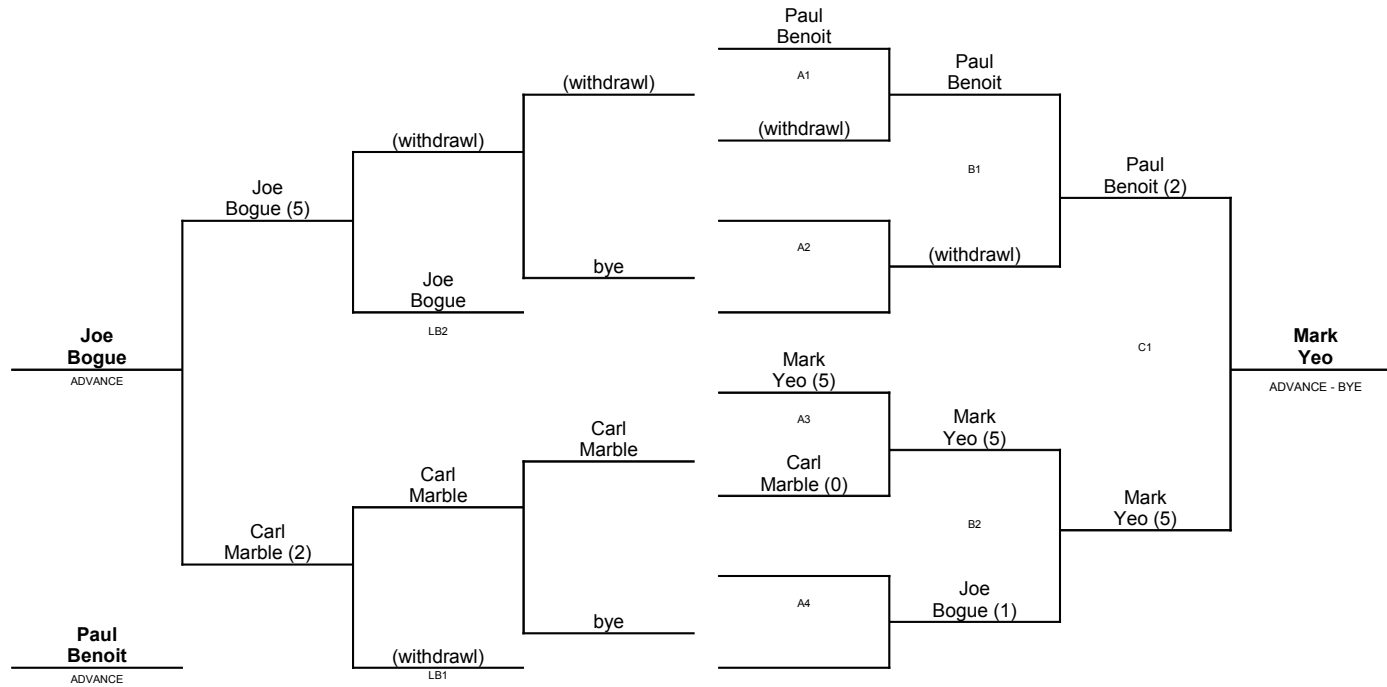 Paul
Benoit
A1
(withdrawl)
Paul
Benoit
(withdrawl)
B1
(withdrawl)
Paul
Benoit (2)
Joe
Bogue (5)
A2
(withdrawl)
bye
Joe
Bogue
LB2
Joe
Bogue
ADVANCE
C1
Mark
Yeo
ADVANCE - BYE
Mark
Yeo (5)
A3
Mark
Yeo (5)
Carl
Marble
Carl
Marble (0)
Carl
Marble
Mark
Yeo (5)
Carl
Marble (2)
B2
A4
Joe
Bogue (1)
bye
Paul
Benoit
ADVANCE
(withdrawl)
LB1